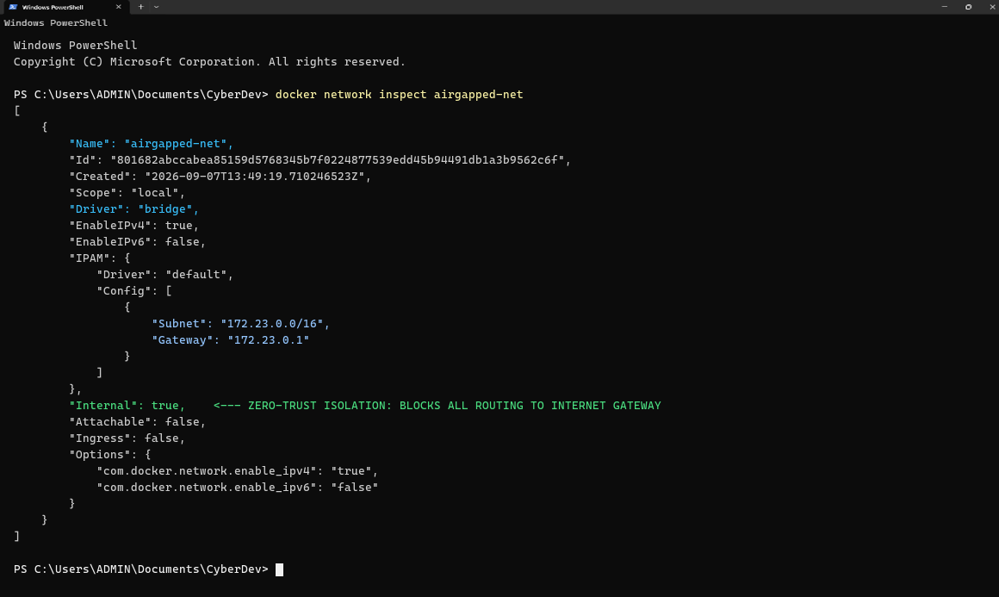 Windows PowerShell
Windows PowerShell
Windows PowerShell
Copyright (C) Microsoft Corporation. All rights reserved.
PS C:\Users\ADMIN\Documents\CyberDev> docker network inspect airgapped-net
[
    {
        "Name": "airgapped-net",
        "Id": "801682abccabea85159d5768345b7f0224877539edd45b94491db1a3b9562c6f",
        "Created": "2026-09-07T13:49:19.710246523Z",
        "Scope": "local",
        "Driver": "bridge",
        "EnableIPv4": true,
        "EnableIPv6": false,
        "IPAM": {
            "Driver": "default",
            "Config": [
                {
                    "Subnet": "172.23.0.0/16",
                    "Gateway": "172.23.0.1"
                }
            ]
        },
        "Internal": true,    <--- ZERO-TRUST ISOLATION: BLOCKS ALL ROUTING TO INTERNET GATEWAY
        "Attachable": false,
        "Ingress": false,
        "Options": {
            "com.docker.network.enable_ipv4": "true",
            "com.docker.network.enable_ipv6": "false"
        }
    }
]
PS C:\Users\ADMIN\Documents\CyberDev>